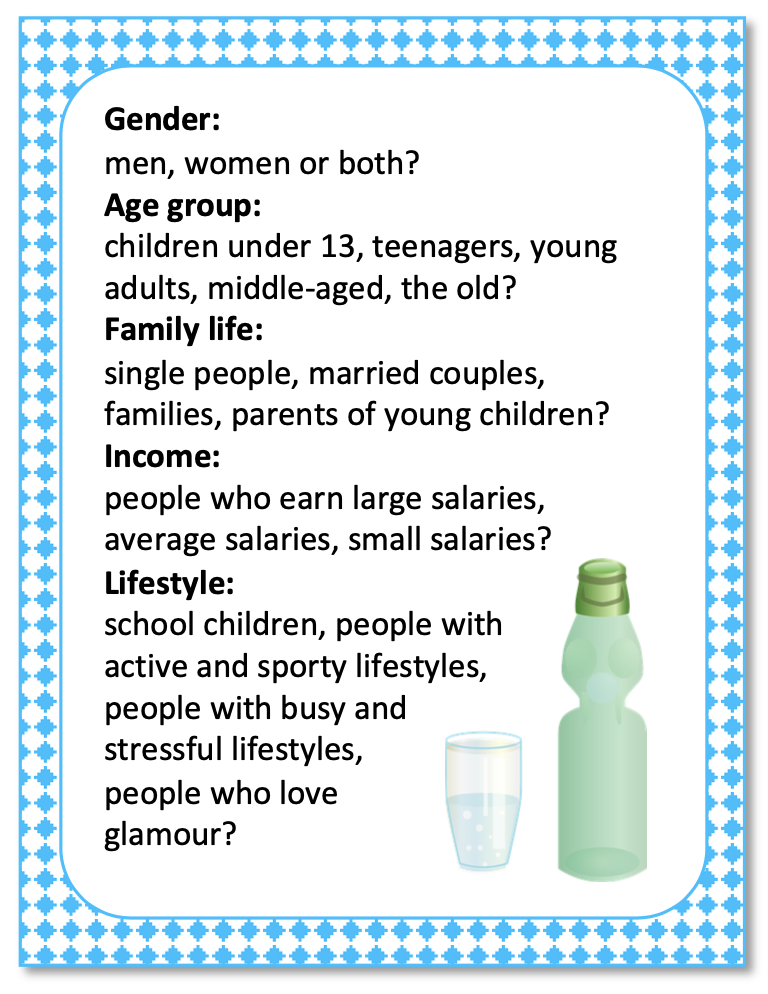 Gender:
men, women or both?
Age group:
children under 13, teenagers, young
adults, middle-aged, the old?
Family life:
single people, married couples,
families, parents of young children?
Income:
people who earn large salaries,
average salaries, small salaries?
Lifestyle:
school children, people with
active and sporty lifestyles,
people with busy and
stressful lifestyles,
people who love
glamour?